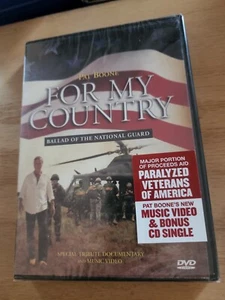 PAT BOONE
FOR MY
COUNTRY
BALLAD OF THE NATIONAL GUARD
MAJOR PORTION
OF PROCEEDS AID
PARALYZED
VETERANS
OF AMERICA
PAT BOONE'S NEW
MUSIC VIDEO
& BONUS
CD SINGLE
SPECIAL TRIBUTE DOCUMENTARY
AND MUSIC VIDEO
DVD